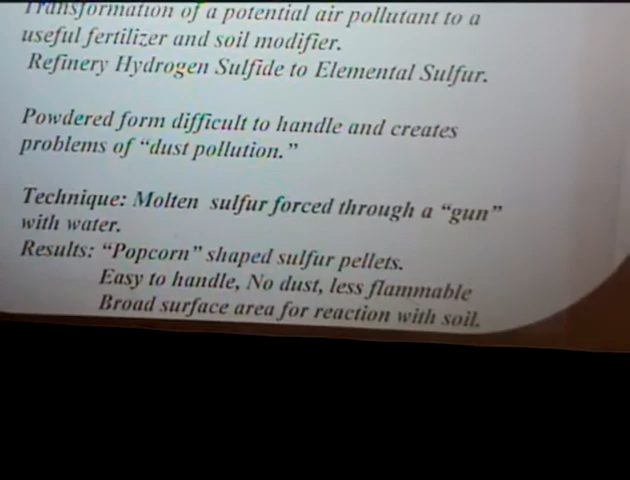 Transformation of a potential air pollutant to a
useful fertilizer and soil modifier.
Refinery Hydrogen Sulfide to Elemental Sulfur.
Powdered form difficult to handle and creates
problems of “dust pollution.”
Technique: Molten sulfur forced through a “gun”
with water.
Results: “Popcorn” shaped sulfur pellets.
Easy to handle, No dust, less flammable
Broad surface area for reaction with soil.